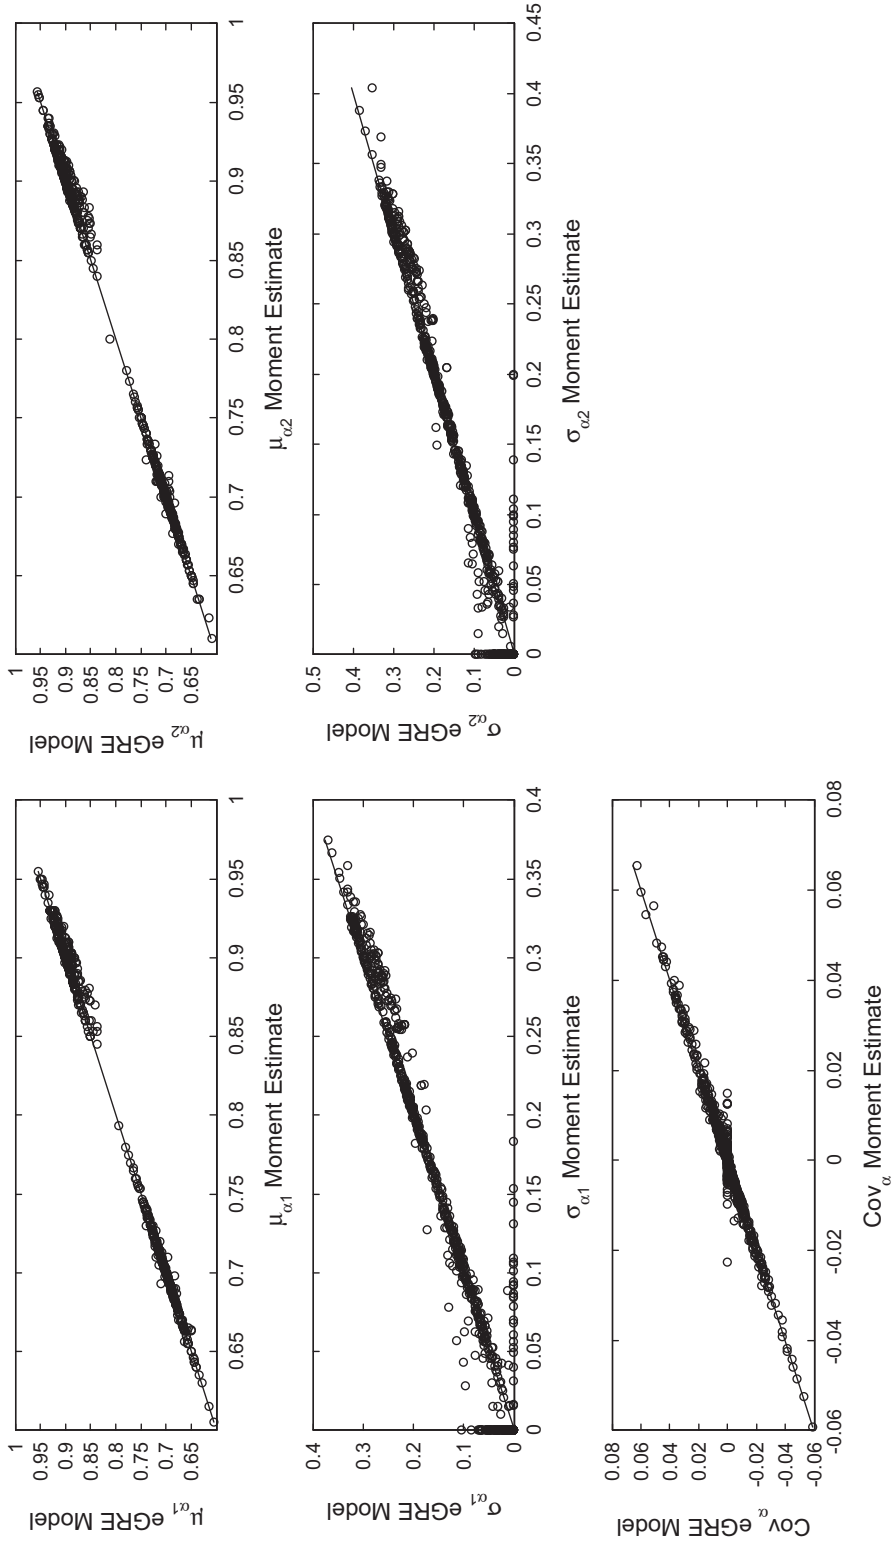 1
0.95
0.9
0.85
0.8
0.75
0.7
0.65
μα1 eGRE Model
0.65 0.7 0.75 0.8 0.85 0.9 0.95 1
μα1 Moment Estimate
1
0.95
0.9
0.85
0.8
0.75
0.7
0.65
μα2 eGRE Model
0.65 0.7 0.75 0.8 0.85 0.9 0.95 1
μα2 Moment Estimate
0.4
0.3
0.2
0.1
0
σα1 eGRE Model
0 0.05 0.1 0.15 0.2 0.25 0.3 0.35 0.4
σα1 Moment Estimate
0.5
0.4
0.3
0.2
0.1
0
σα2 eGRE Model
0 0.05 0.1 0.15 0.2 0.25 0.3 0.35 0.4 0.45
σα2 Moment Estimate
0.08
0.06
0.04
0.02
0
-0.02
-0.04
-0.06
Covα eGRE Model
-0.06 -0.04 -0.02 0 0.02 0.04 0.06 0.08
Covα Moment Estimate